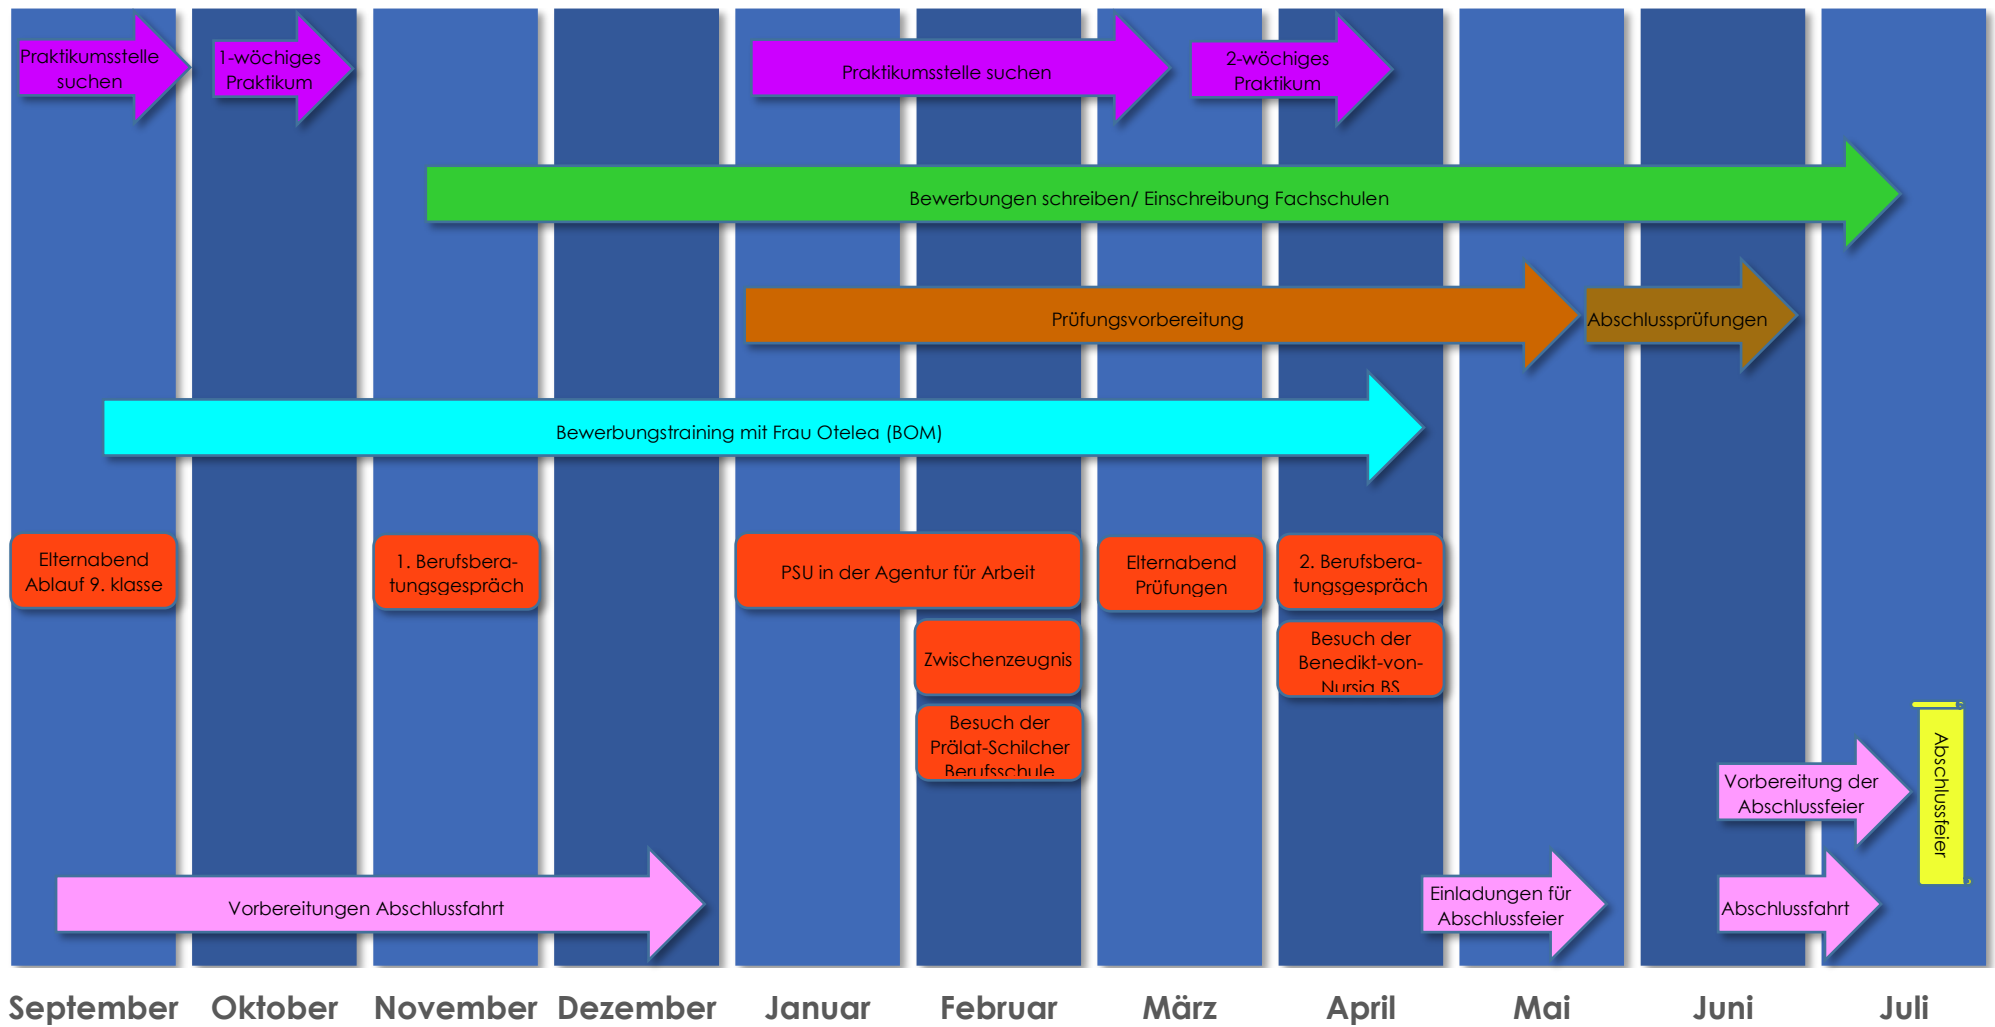 Praktikumsstelle
suchen
1-wöchiges
Praktikum
Praktikumsstelle suchen
2-wöchiges
Praktikum
Bewerbungen schreiben/ Einschreibung Fachschulen
Prüfungsvorbereitung
Abschlussprüfungen
Bewerbungstraining mit Frau Otelea (BOM)
Elternabend
Ablauf 9. klasse
1. Berufsbera-
tungsgespräch
PSU in der Agentur für Arbeit
Elternabend
Prüfungen
2. Berufsbera-
tungsgespräch
Zwischenzeugnis
Besuch der
Benedikt-von-
Nursia BS
Besuch der
Prälat-Schilcher
Berufsschule
Vorbereitung der
Abschlussfeier
Abschlussfeier
Vorbereitungen Abschlussfahrt
Einladungen für
Abschlussfeier
Abschlussfahrt
September Oktober November Dezember Januar Februar März April Mai Juni Juli